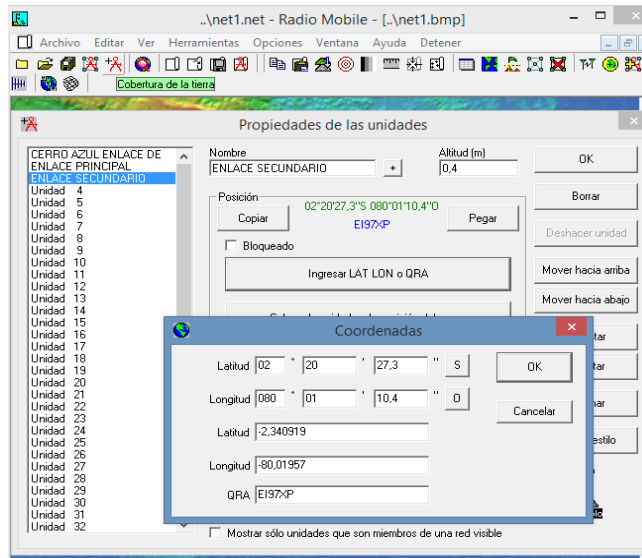 ..\net1.net - Radio Mobile - [..\net1.bmp]
Archivo Editar Ver Herramientas Opciones Ventana Ayuda Detener
Cobertura de la tierra
Propiedades de las unidades
CERRO AZUL ENLACE DE
ENLACE PRINCIPAL
ENLACE SECUNDARIO
Unidad 4
Unidad 5
Unidad 6
Unidad 7
Unidad 8
Unidad 9
Unidad 10
Unidad 11
Unidad 12
Unidad 13
Unidad 14
Unidad 15
Unidad 16
Unidad 17
Unidad 18
Unidad 19
Unidad 20
Unidad 21
Unidad 22
Unidad 23
Unidad 24
Unidad 25
Unidad 26
Unidad 27
Unidad 28
Unidad 29
Unidad 30
Unidad 31
Unidad 32
Nombre
ENLACE SECUNDARIO
+
Altitud (m)
0,4
Posición
Copiar
02°20'27,3"S 080°01'10,4"O
EI97XP
Pegar
Bloqueado
Ingresar LAT LON o QRA
OK
Borrar
Deshacer unidad
Mover hacia arriba
Mover hacia abajo
tar
tar
nar
estilo
Coordenadas
Latitud 02 ° 20 ' 27,3 " S
Longitud 080 ° 01 ' 10,4 " O
Latitud -2,340919
Longitud -80,01957
QRA EI97XP
OK
Cancelar
Mostrar sólo unidades que son miembros de una red visible